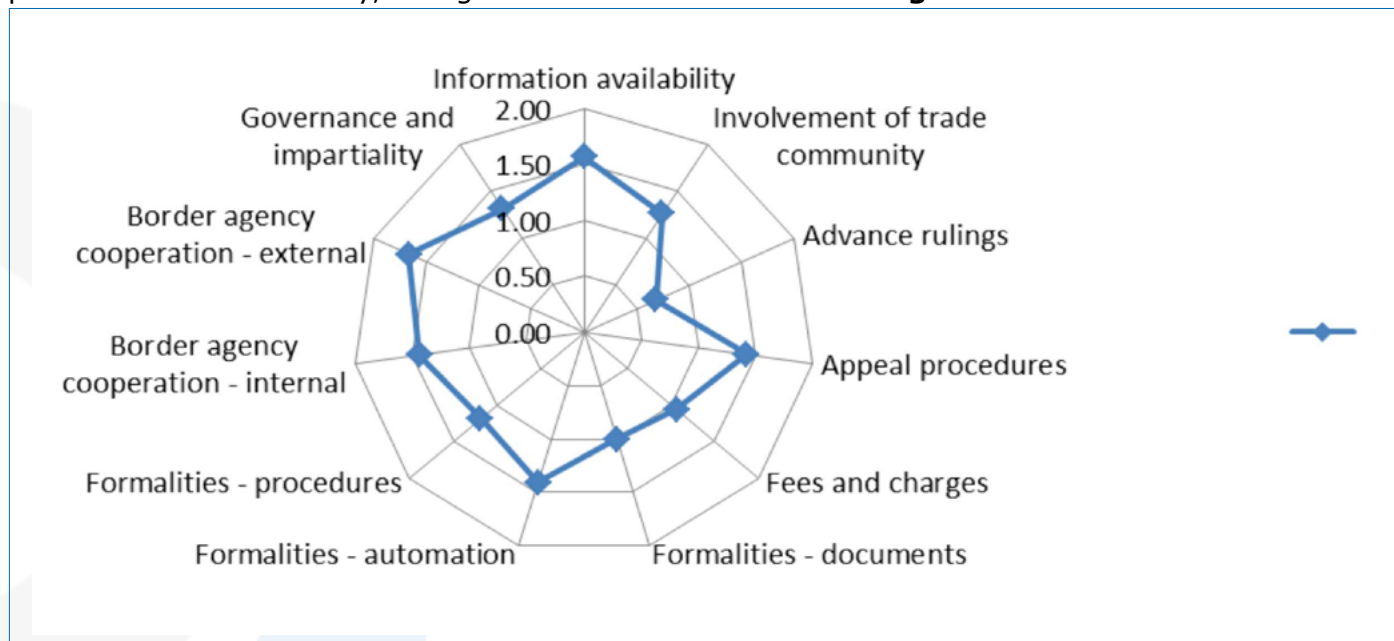 Information availability
2.00
Governance and
impartiality
Involvement of trade
community
1.50
Border agency
cooperation - external
1.00
Advance rulings
0.50
0.00
Border agency
cooperation - internal
Appeal procedures
Formalities - procedures
Fees and charges
Formalities - automation
Formalities - documents